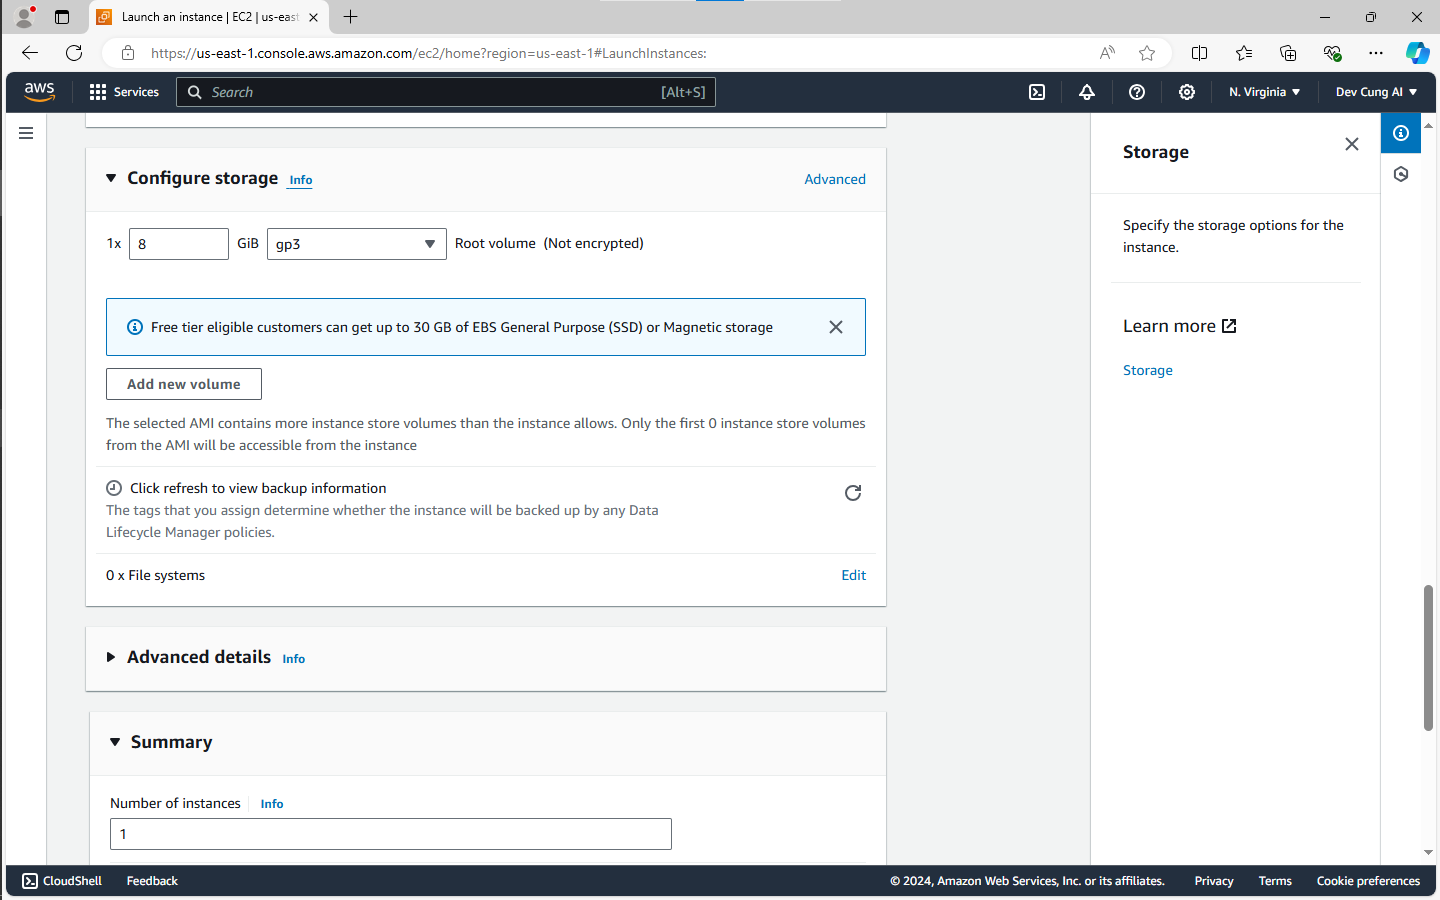 Launch an instance | EC2 | us-east
https://us-east-1.console.aws.amazon.com/ec2/home?region=us-east-1#LaunchInstances:
aws
Services
Search
[Alt+S]
N. Virginia
Dev Cung AI
Configure storage
Info
Advanced
1x
8
GiB
gp3
Root volume (Not encrypted)
Free tier eligible customers can get up to 30 GB of EBS General Purpose (SSD) or Magnetic storage
Add new volume
The selected AMI contains more instance store volumes than the instance allows. Only the first 0 instance store volumes
from the AMI will be accessible from the instance
Click refresh to view backup information
The tags that you assign determine whether the instance will be backed up by any Data
Lifecycle Manager policies.
0 x File systems
Edit
Advanced details
Info
Summary
Number of instances
Info
1
Storage
Specify the storage options for the
instance.
Learn more
Storage
CloudShell
Feedback
© 2024, Amazon Web Services, Inc. or its affiliates.
Privacy
Terms
Cookie preferences